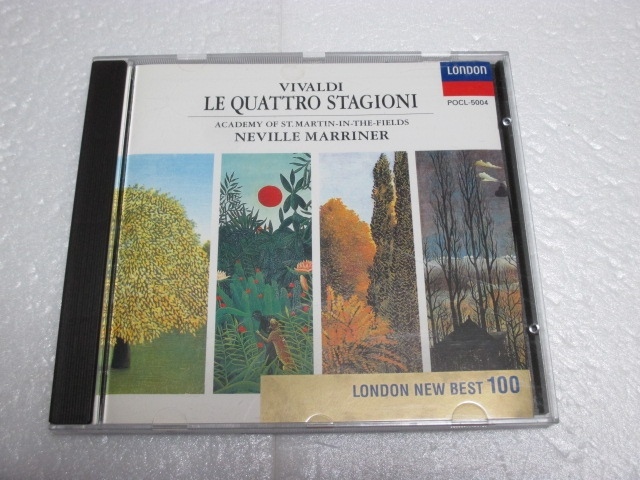 VIVALDI
LE QUATTRO STAGIONI
ACADEMY OF ST. MARTIN-IN-THE-FIELDS
NEVILLE MARRINER
LONDON
POCL-5004
LONDON NEW BEST 100